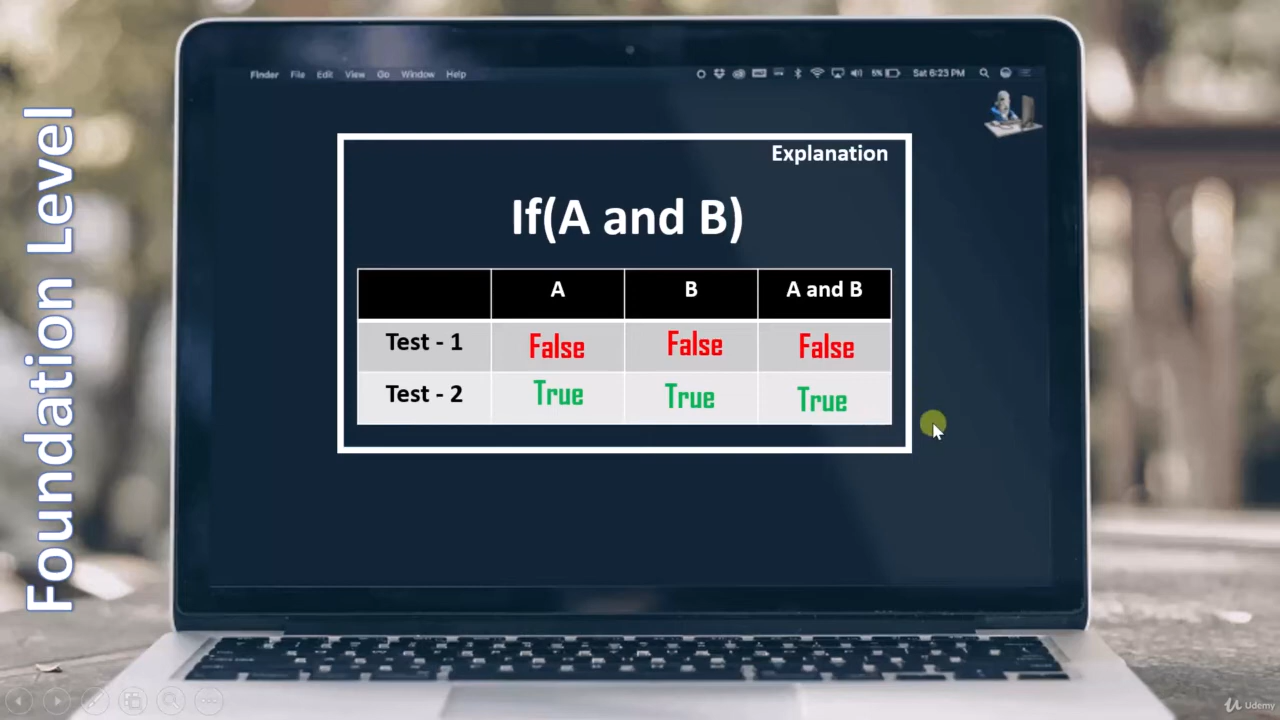 Foundation Level
Finder File Edit View Go Window Help
5% Sat 6:23 PM
Explanation
If(A and B)
A B A and B
Test - 1 False False False
Test - 2 True True True
Udemy